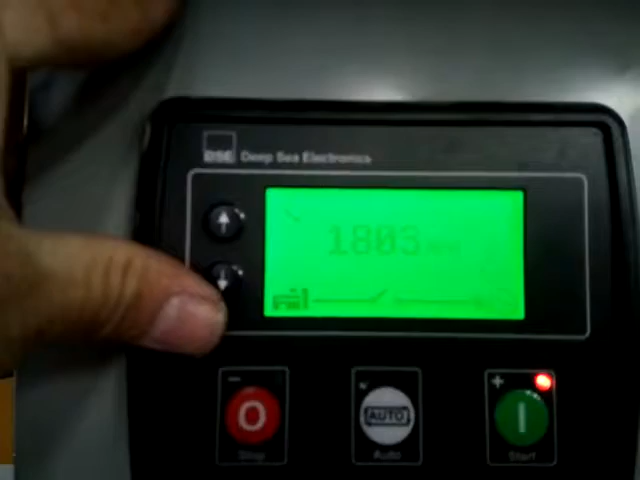 DSE Deep Sea Electronics
1803
O
AUTO
I
Stop
Auto
Start